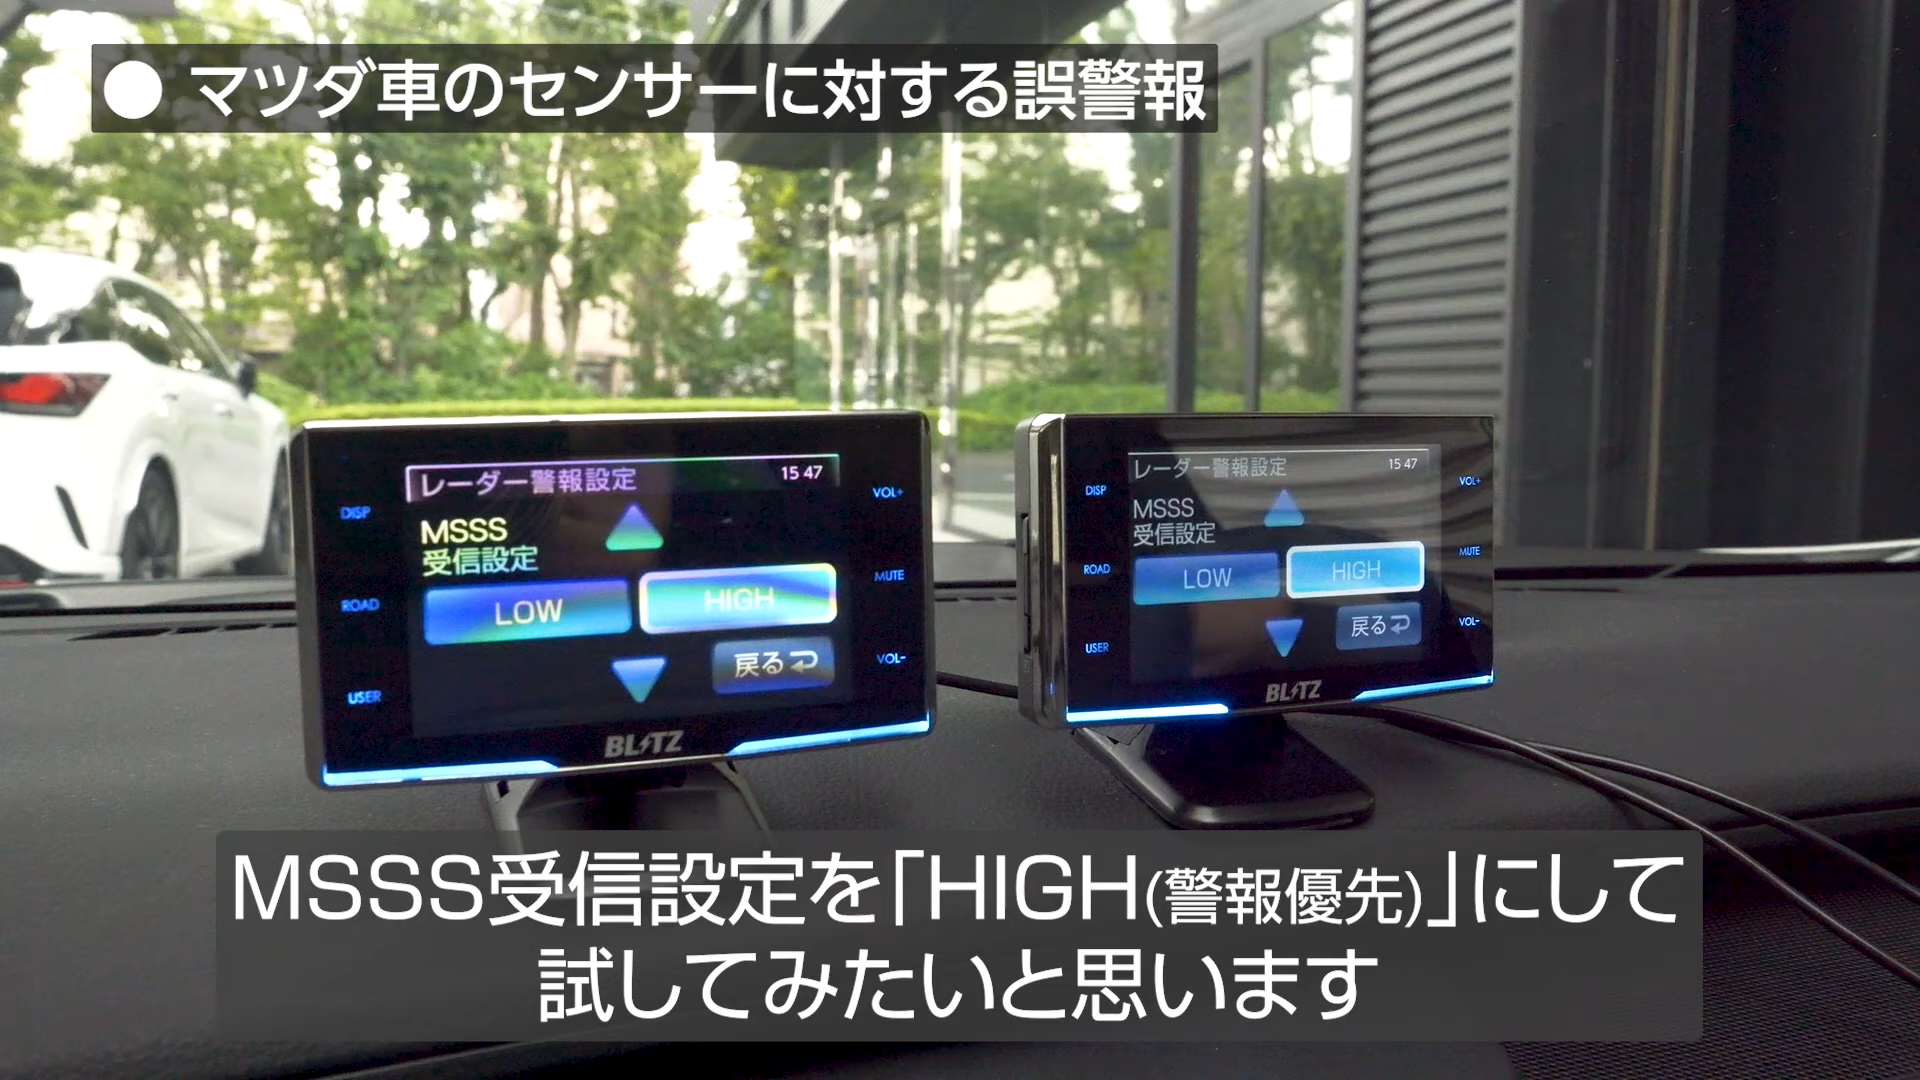 ● マツダ車のセンサーに対する誤警報
レーダー警報設定 15 47
MSSS
受信設定
LOW HIGH
戻る
DISP
ROAD
USER
VOL+
MUTE
VOL-
BLITZ
レーダー警報設定 15 47
MSSS
受信設定
LOW HIGH
戻る
DISP
ROAD
USER
VOL+
MUTE
VOL-
BLITZ
MSSS受信設定を「HIGH(警報優先)」にして
試してみたいと思います